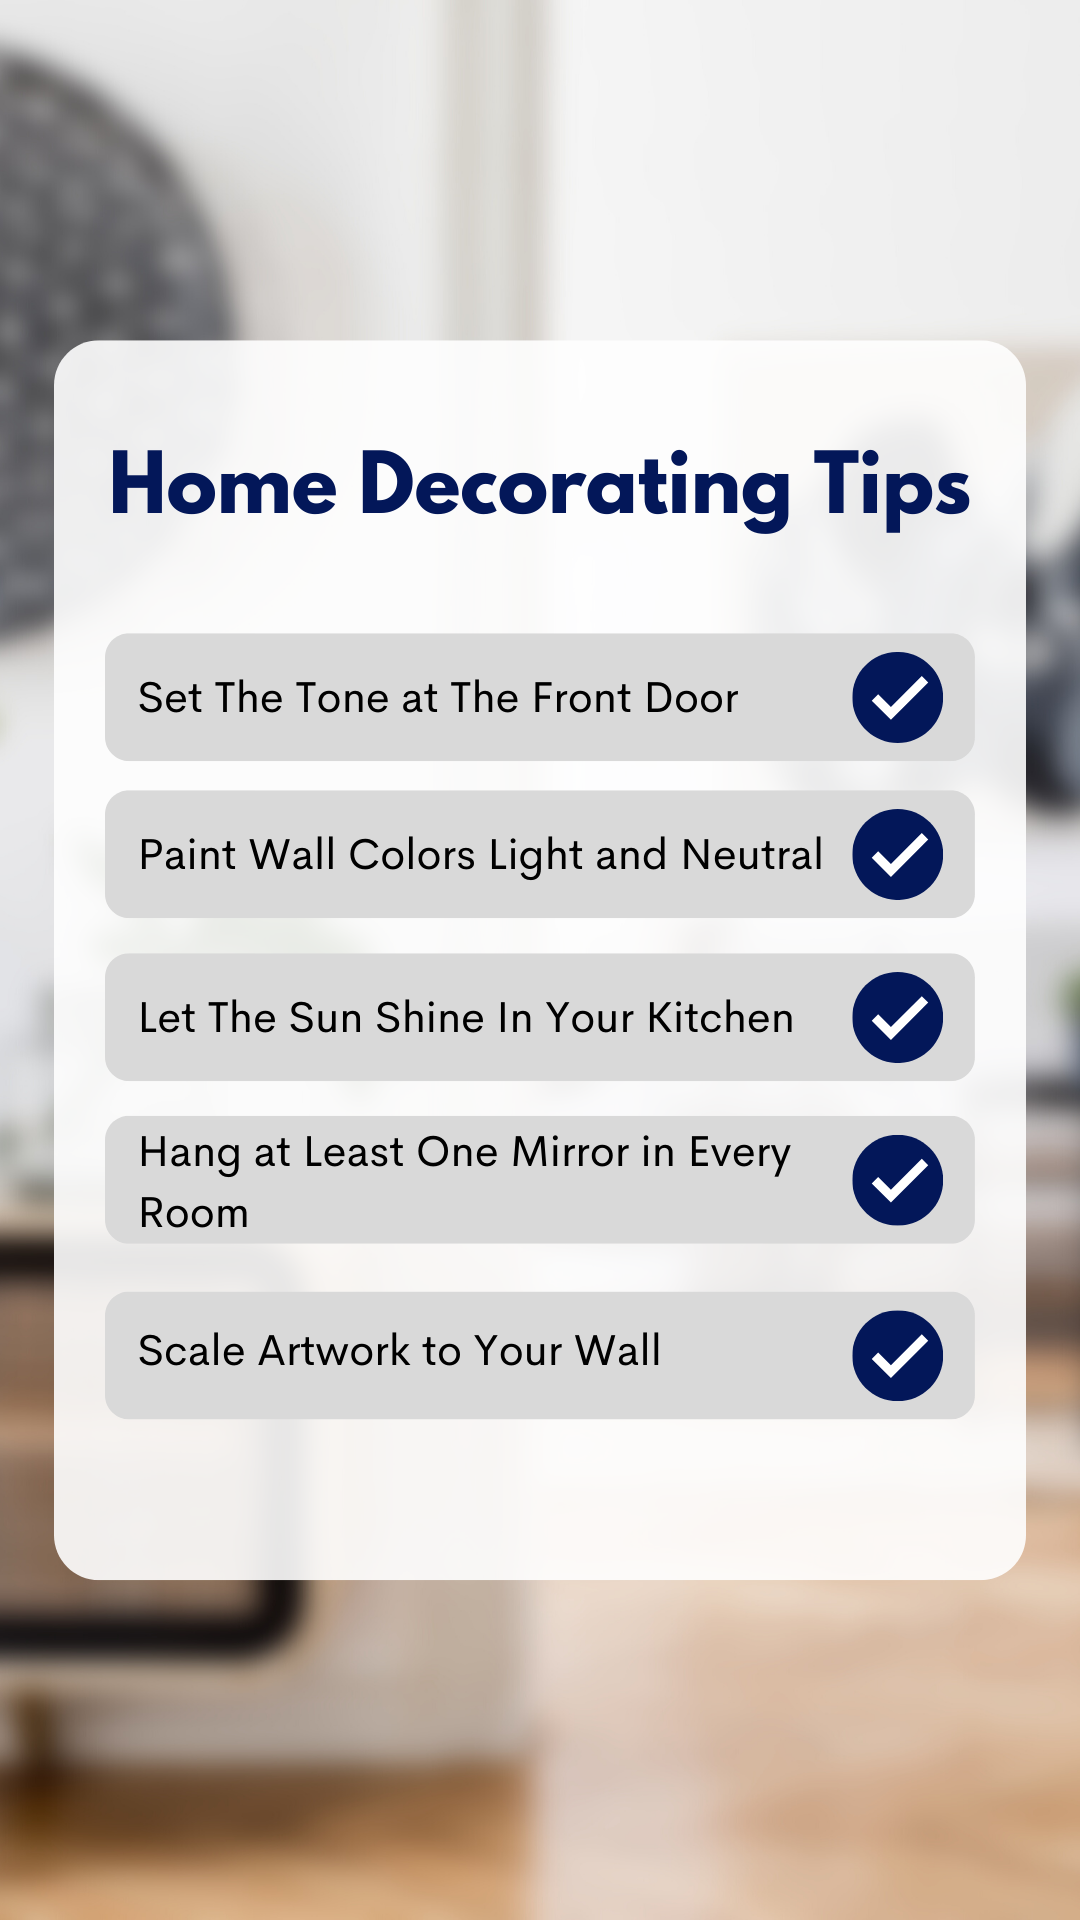 Home Decorating Tips
Set The Tone at The Front Door
Paint Wall Colors Light and Neutral
Let The Sun Shine In Your Kitchen
Hang at Least One Mirror in Every
Room
Scale Artwork to Your Wall